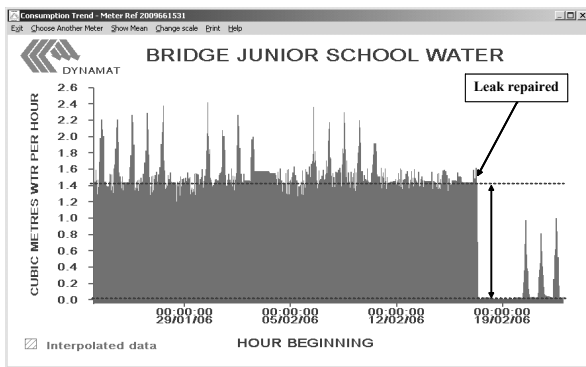 Consumption Trend - Meter Ref 2009661531
Exit Choose Another Meter Show Mean Change scale Print Help
DYNAMAT
BRIDGE JUNIOR SCHOOL WATER
Leak repaired
CUBIC METRES WTR PER HOUR
2.6
2.4
2.2
2.0
1.8
1.6
1.4
1.2
1.0
0.8
0.6
0.4
0.2
0.0
00:00:00 00:00:00 00:00:00 00:00:00
29/01/06 05/02/06 12/02/06 19/02/06
Interpolated data
HOUR BEGINNING